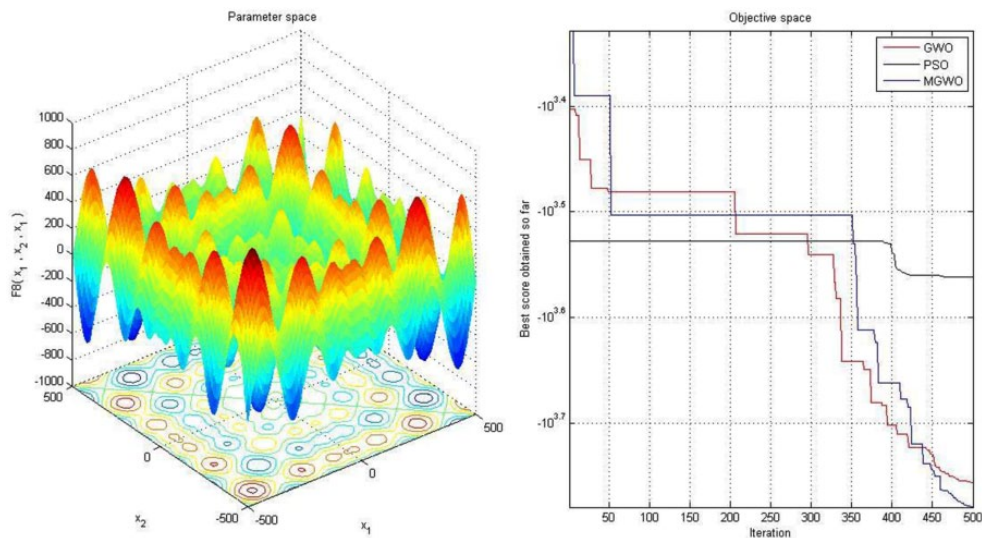 Parameter space
F8( x₁ , x₂ , x₁ )
1000
800
600
400
200
0
-200
-400
-600
-800
-1000
500
0
-500
x₂
-500
0
500
x₁
Objective space
GWO
PSO
MGWO
Best score obtained so far
-10^3.4
-10^3.5
-10^3.6
-10^3.7
50 100 150 200 250 300 350 400 450 500
Iteration